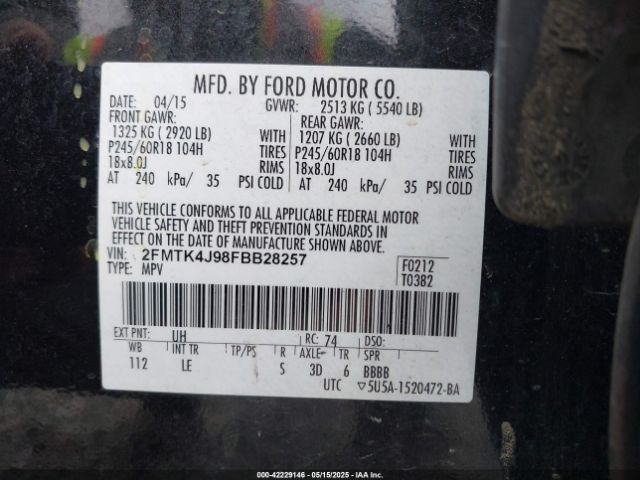 MFD. BY FORD MOTOR CO.
DATE: 04/15 GVWR: 2513 KG ( 5540 LB)
FRONT GAWR: REAR GAWR:
1325 KG ( 2920 LB) WITH 1207 KG ( 2660 LB) WITH
P245/60R18 104H TIRES P245/60R18 104H TIRES
18x8.0J RIMS 18x8.0J RIMS
AT 240 kPa/ 35 PSI COLD AT 240 kPa/ 35 PSI COLD
THIS VEHICLE CONFORMS TO ALL APPLICABLE FEDERAL MOTOR
VEHICLE SAFETY AND THEFT PREVENTION STANDARDS IN
EFFECT ON THE DATE OF MANUFACTURE SHOWN ABOVE.
VIN: 2FMTK4J98FBB28257 F0212
TYPE: MPV T0382
EXT PNT: UH RC: 74 DSO:
WB INT TR TP/PS R AXLE TR SPR
112 LE S 3D 6 BBBB
UTC ▽5U5A-1520472-BA
000-42229146 - 05/15/2025 - IAA Inc.